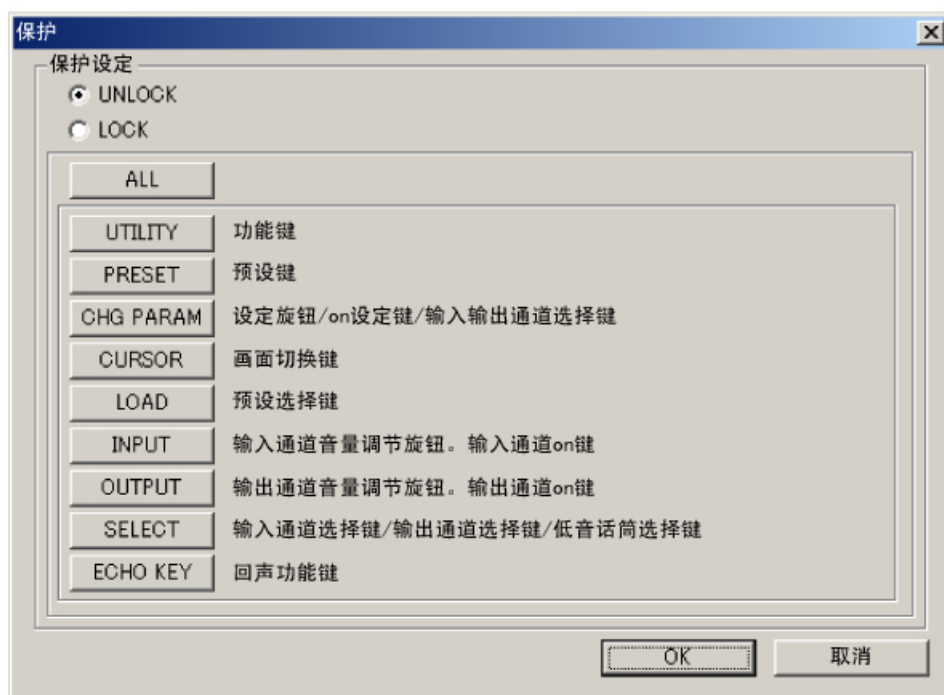 保护
保护设定
UNLOCK
LOCK
ALL
UTILITY 功能键
PRESET 预设键
CHG PARAM 设定旋钮/on设定键/输入输出通道选择键
CURSOR 画面切换键
LOAD 预设选择键
INPUT 输入通道音量调节旋钮。输入通道on键
OUTPUT 输出通道音量调节旋钮。输出通道on键
SELECT 输入通道选择键/输出通道选择键/低音话筒选择键
ECHO KEY 回声功能键
OK 取消